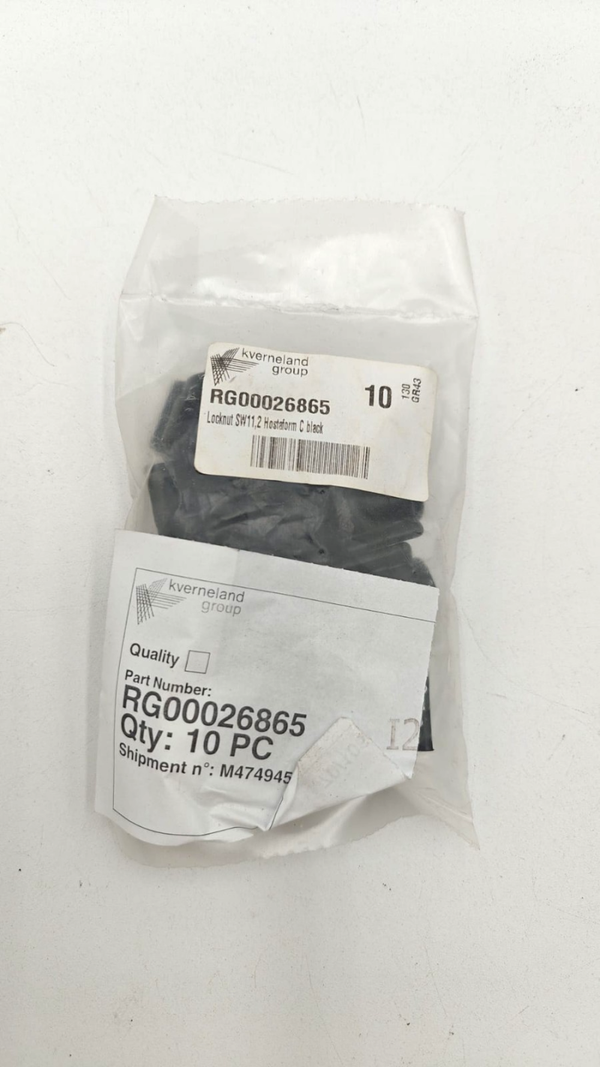 kverneland
group
RG00026865
10
130
GR43
Locknut SW11,2 Hostaform C black
kverneland
group
Quality
Part Number:
RG00026865
Qty: 10 PC
Shipment n°: M474945
I2